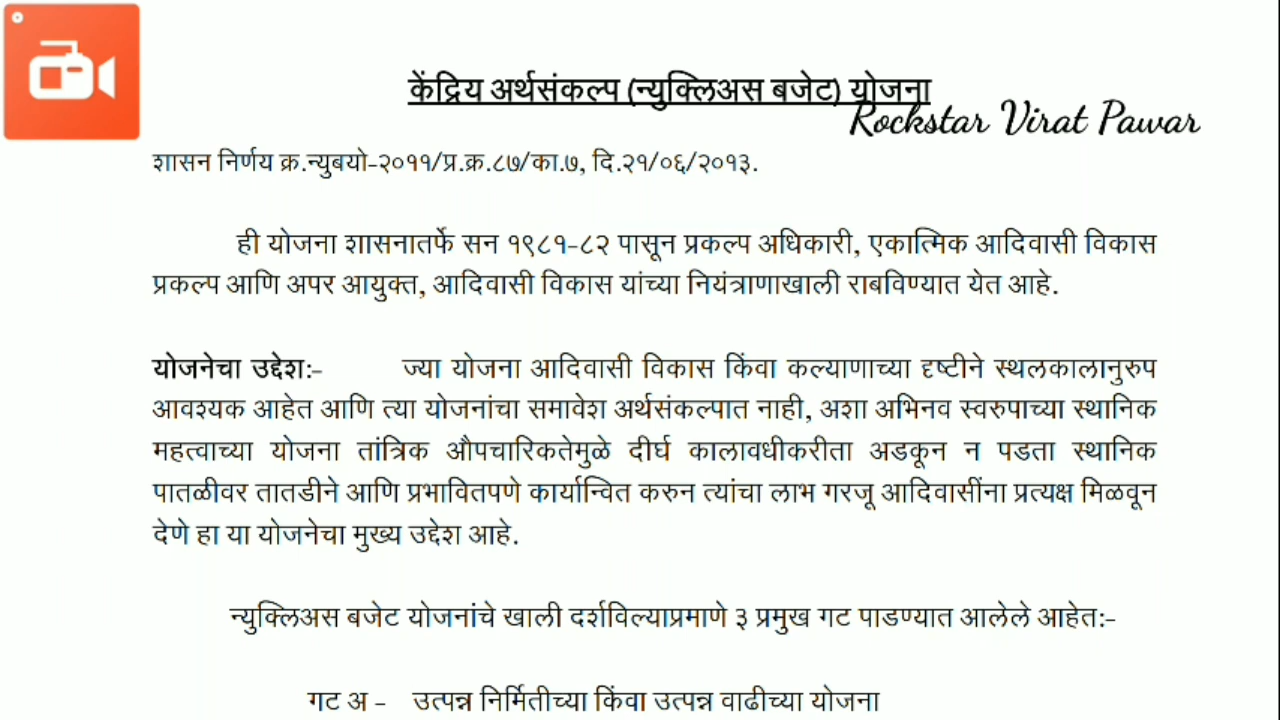 केंद्रिय अर्थसंकल्प (न्युक्लिअस बजेट) योजना
Rockstar Virat Pawar
शासन निर्णय क्र.न्युबयो-२०११/प्र.क्र.८७/का.७, दि.२१/०६/२०१३.
ही योजना शासनातर्फे सन १९८१-८२ पासून प्रकल्प अधिकारी, एकात्मिक आदिवासी विकास
प्रकल्प आणि अपर आयुक्त, आदिवासी विकास यांच्या नियंत्राणाखाली राबविण्यात येत आहे.
योजनेचा उद्देश:- ज्या योजना आदिवासी विकास किंवा कल्याणाच्या दृष्टीने स्थलकालानुरुप
आवश्यक आहेत आणि त्या योजनांचा समावेश अर्थसंकल्पात नाही, अशा अभिनव स्वरुपाच्या स्थानिक
महत्वाच्या योजना तांत्रिक औपचारिकतेमुळे दीर्घ कालावधीकरीता अडकून न पडता स्थानिक
पातळीवर तातडीने आणि प्रभावितपणे कार्यान्वित करुन त्यांचा लाभ गरजू आदिवासींना प्रत्यक्ष मिळवून
देणे हा या योजनेचा मुख्य उद्देश आहे.
न्युक्लिअस बजेट योजनांचे खाली दर्शविल्याप्रमाणे ३ प्रमुख गट पाडण्यात आलेले आहेत:-
गट अ - उत्पन्न निर्मितीच्या किंवा उत्पन्न वाढीच्या योजना